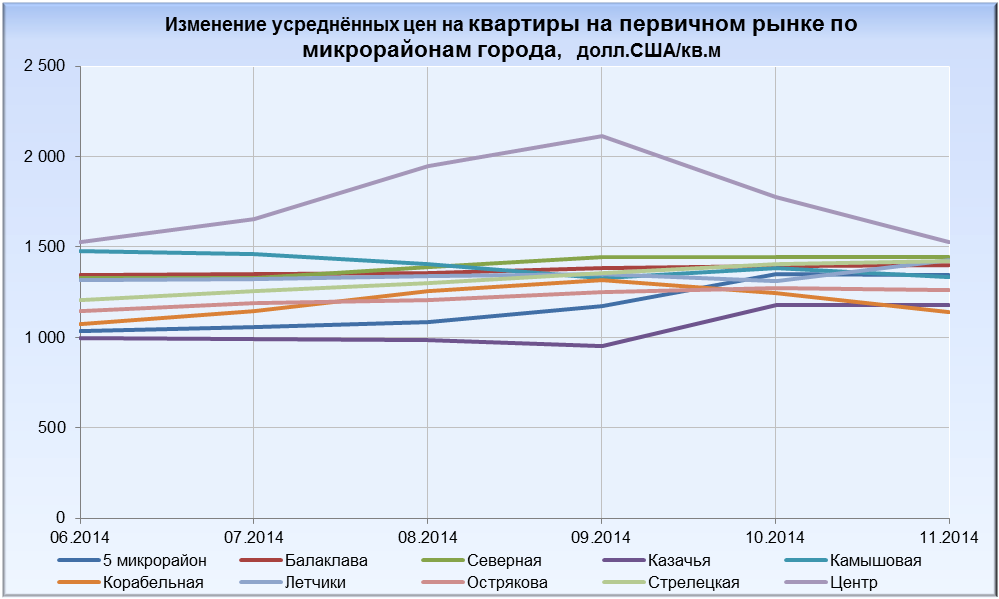 Изменение усреднённых цен на квартиры на первичном рынке по
микрорайонам города, долл.США/кв.м
2 500
2 000
1 500
1 000
500
0
06.2014 07.2014 08.2014 09.2014 10.2014 11.2014
5 микрорайон Балаклава Северная Казачья Камышовая
Корабельная Летчики Острякова Стрелецкая Центр